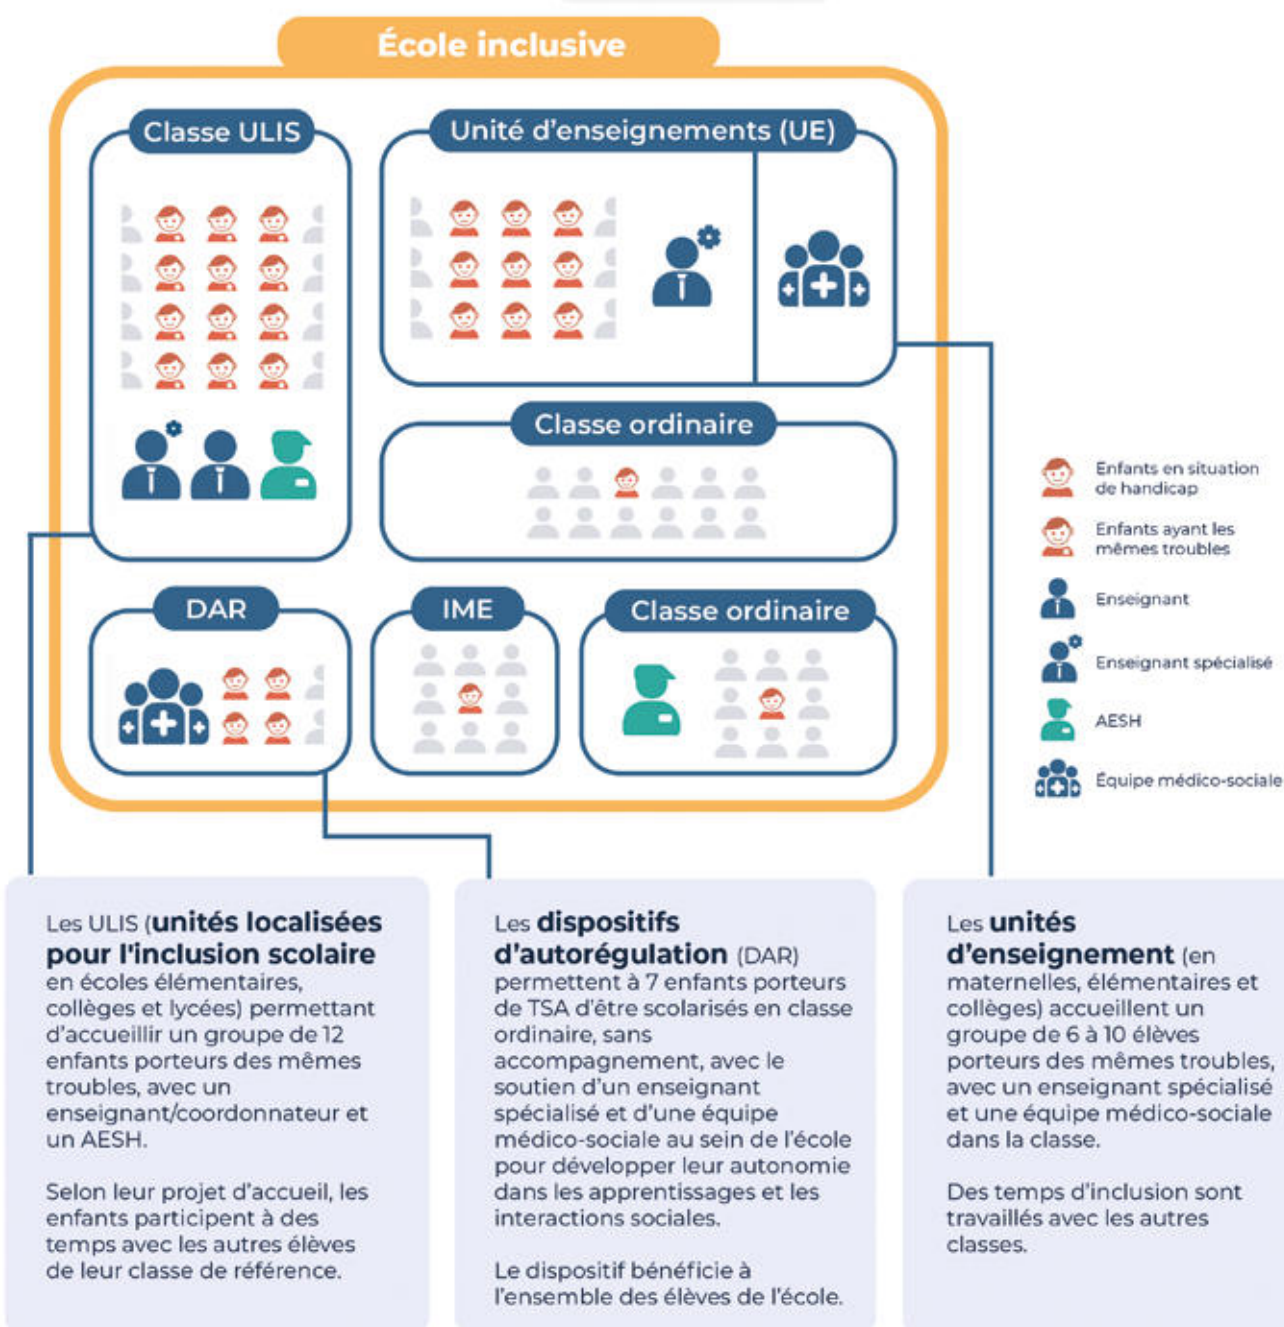 École inclusive
Classe ULIS
Unité d'enseignements (UE)
Classe ordinaire
DAR
IME
Classe ordinaire
Enfants en situation
de handicap
Enfants ayant les
mêmes troubles
Enseignant
Enseignant spécialisé
AESH
Équipe médico-sociale
Les ULIS (unités localisées
pour l'inclusion scolaire
en écoles élémentaires,
collèges et lycées) permettant
d'accueillir un groupe de 12
enfants porteurs des mêmes
troubles, avec un
enseignant/coordonnateur et
un AESH.
Selon leur projet d'accueil, les
enfants participent à des
temps avec les autres élèves
de leur classe de référence.
Les dispositifs
d'autorégulation (DAR)
permettent à 7 enfants porteurs
de TSA d'être scolarisés en classe
ordinaire, sans
accompagnement, avec le
soutien d'un enseignant
spécialisé et d'une équipe
médico-sociale au sein de l'école
pour développer leur autonomie
dans les apprentissages et les
interactions sociales.
Le dispositif bénéficie à
l'ensemble des élèves de l'école.
Les unités
d'enseignement (en
maternelles, élémentaires et
collèges) accueillent un
groupe de 6 à 10 élèves
porteurs des mêmes troubles,
avec un enseignant spécialisé
et une équipe médico-sociale
dans la classe.
Des temps d'inclusion sont
travaillés avec les autres
classes.